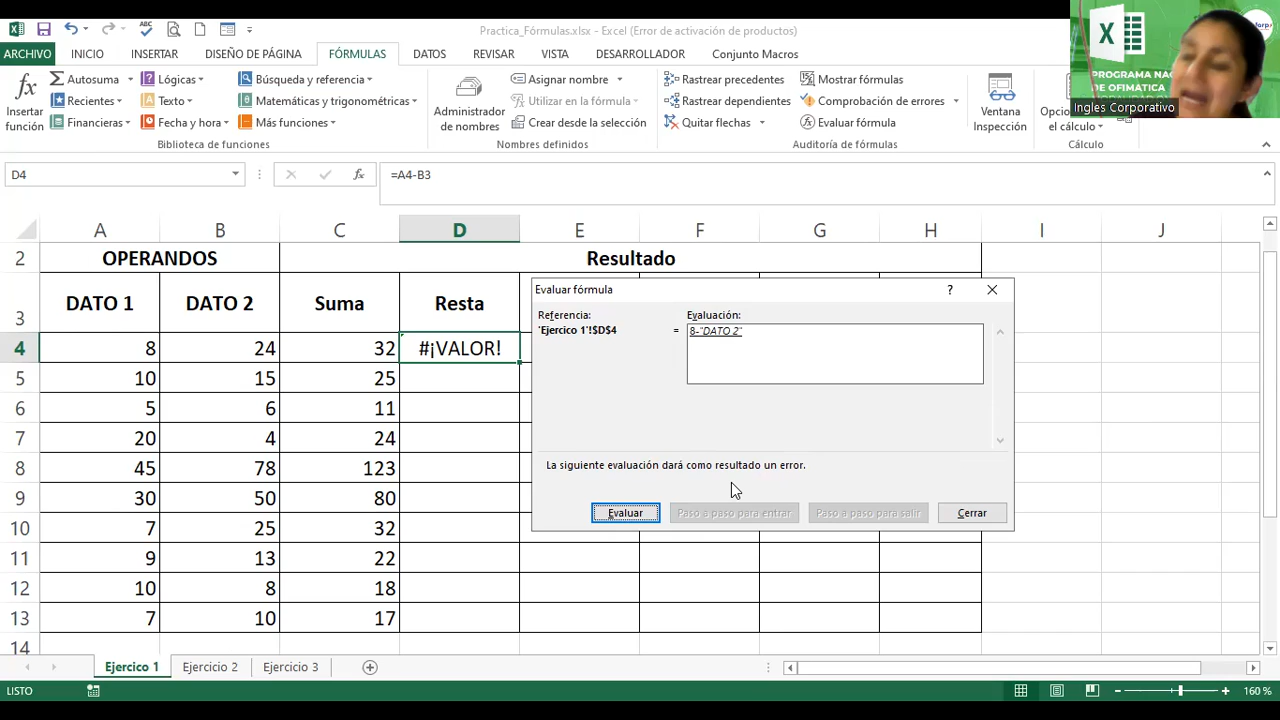 Practica_Fórmulas.xlsx - Excel (Error de activación de productos)
ARCHIVO INICIO INSERTAR DISEÑO DE PÁGINA FÓRMULAS DATOS REVISAR VISTA DESARROLLADOR Conjunto Macros
PROGRAMA NAC
DE OFIMÁTICA
Ingles Corporativo
Insertar función
Autosuma
Recientes
Financieras
Lógicas
Texto
Fecha y hora
Búsqueda y referencia
Matemáticas y trigonométricas
Más funciones
Biblioteca de funciones
Administrador de nombres
Asignar nombre
Utilizar en la fórmula
Crear desde la selección
Nombres definidos
Rastrear precedentes
Rastrear dependientes
Quitar flechas
Mostrar fórmulas
Comprobación de errores
Evaluar fórmula
Auditoría de fórmulas
Ventana Inspección
el cálculo
Cálculo
D4 fx =A4-B3
A B C D E F G H I J
2 OPERANDOS Resultado
3 DATO 1 DATO 2 Suma Resta
4 8 24 32 #¡VALOR!
5 10 15 25
6 5 6 11
7 20 4 24
8 45 78 123
9 30 50 80
10 7 25 32
11 9 13 22
12 10 8 18
13 7 10 17
14
Evaluar fórmula ?
Referencia: Evaluación:
'Ejercico 1'!$D$4 = 8-"DATO 2"
La siguiente evaluación dará como resultado un error.
Evaluar Paso a paso para entrar Paso a paso para salir Cerrar
Ejercico 1 Ejercicio 2 Ejercicio 3
LISTO 160 %